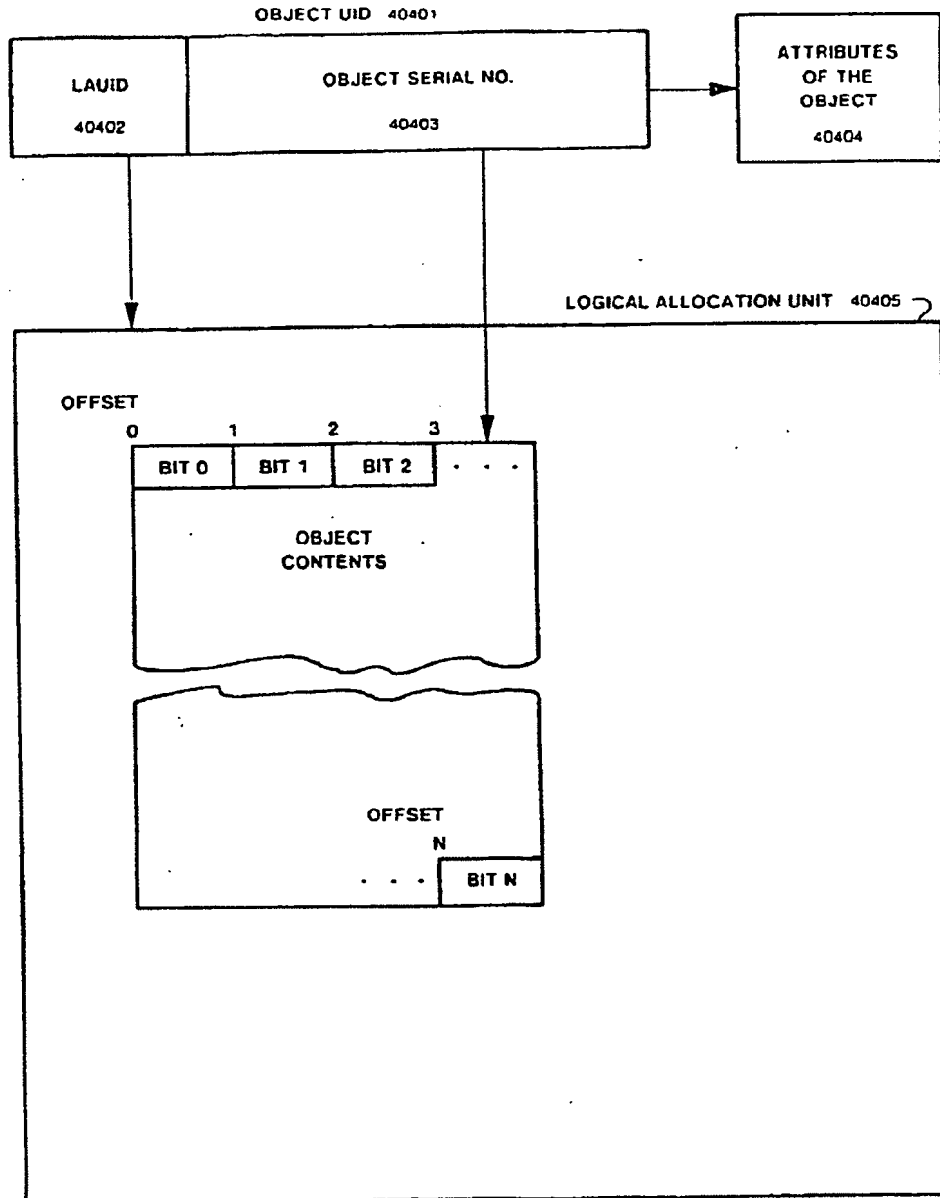 OBJECT UID 40401
LAUID
40402
OBJECT SERIAL NO.
40403
ATTRIBUTES
OF THE
OBJECT
40404
LOGICAL ALLOCATION UNIT 40405
OFFSET
0 1 2 3
BIT 0 BIT 1 BIT 2 . . .
OBJECT
CONTENTS
OFFSET
N
. . . BIT N